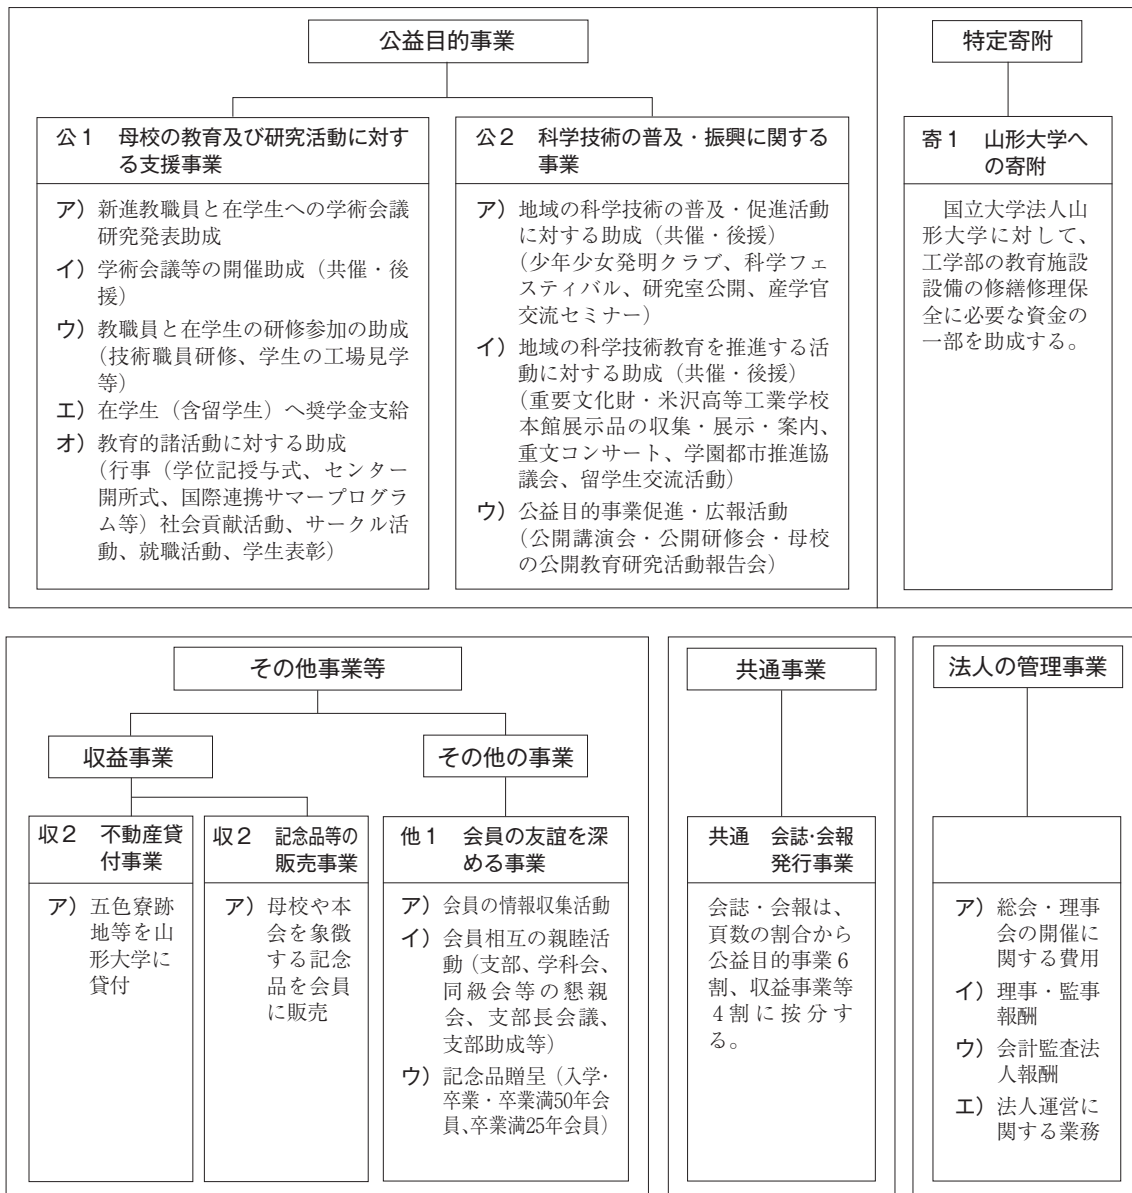 公益目的事業
公1　母校の教育及び研究活動に対す
る支援事業
ア）新進教職員と在学生への学術会議
研究発表助成
イ）学術会議等の開催助成（共催・後
援）
ウ）教職員と在学生の研修参加の助成
（技術職員研修、学生の工場見学
等）
エ）在学生（含留学生）へ奨学金支給
オ）教育的諸活動に対する助成
（行事（学位記授与式、センター
開所式、国際連携サマープログラ
ム等）社会貢献活動、サークル活
動、就職活動、学生表彰）
公2　科学技術の普及・振興に関する
事業
ア）地域の科学技術の普及・促進活動
に対する助成（共催・後援）
（少年少女発明クラブ、科学フェ
スティバル、研究室公開、産学官
交流セミナー）
イ）地域の科学技術教育を推進する活
動に対する助成（共催・後援）
（重要文化財・米沢高等工業学校
本館展示品の収集・展示・案内、
重文コンサート、学園都市推進協
議会、留学生交流活動）
ウ）公益目的事業促進・広報活動
（公開講演会・公開研修会・母校
の公開教育研究活動報告会）
特定寄附
寄1　山形大学へ
の寄附
国立大学法人山
形大学に対して、
工学部の教育施設
設備の修繕修理保
全に必要な資金の
一部を助成する。
その他事業等
収益事業
収2　不動産貸
付事業
ア）五色寮跡
地等を山
形大学に
貸付
収2　記念品等の
販売事業
ア）母校や本
会を象徴
する記念
品を会員
に販売
その他の事業
他1　会員の友誼を深
める事業
ア）会員の情報収集活動
イ）会員相互の親睦活
動（支部、学科会、
同級会等の懇親
会、支部長会議、
支部助成等）
ウ）記念品贈呈（入学・
卒業・卒業満50年会
員、卒業満25年会員）
共通事業
共通　会誌・会報
発行事業
会誌・会報は、
頁数の割合から
公益目的事業6
割、収益事業等
4割に按分す
る。
法人の管理事業
ア）総会・理事
会の開催に
関する費用
イ）理事・監事
報酬
ウ）会計監査法
人報酬
エ）法人運営に
関する業務